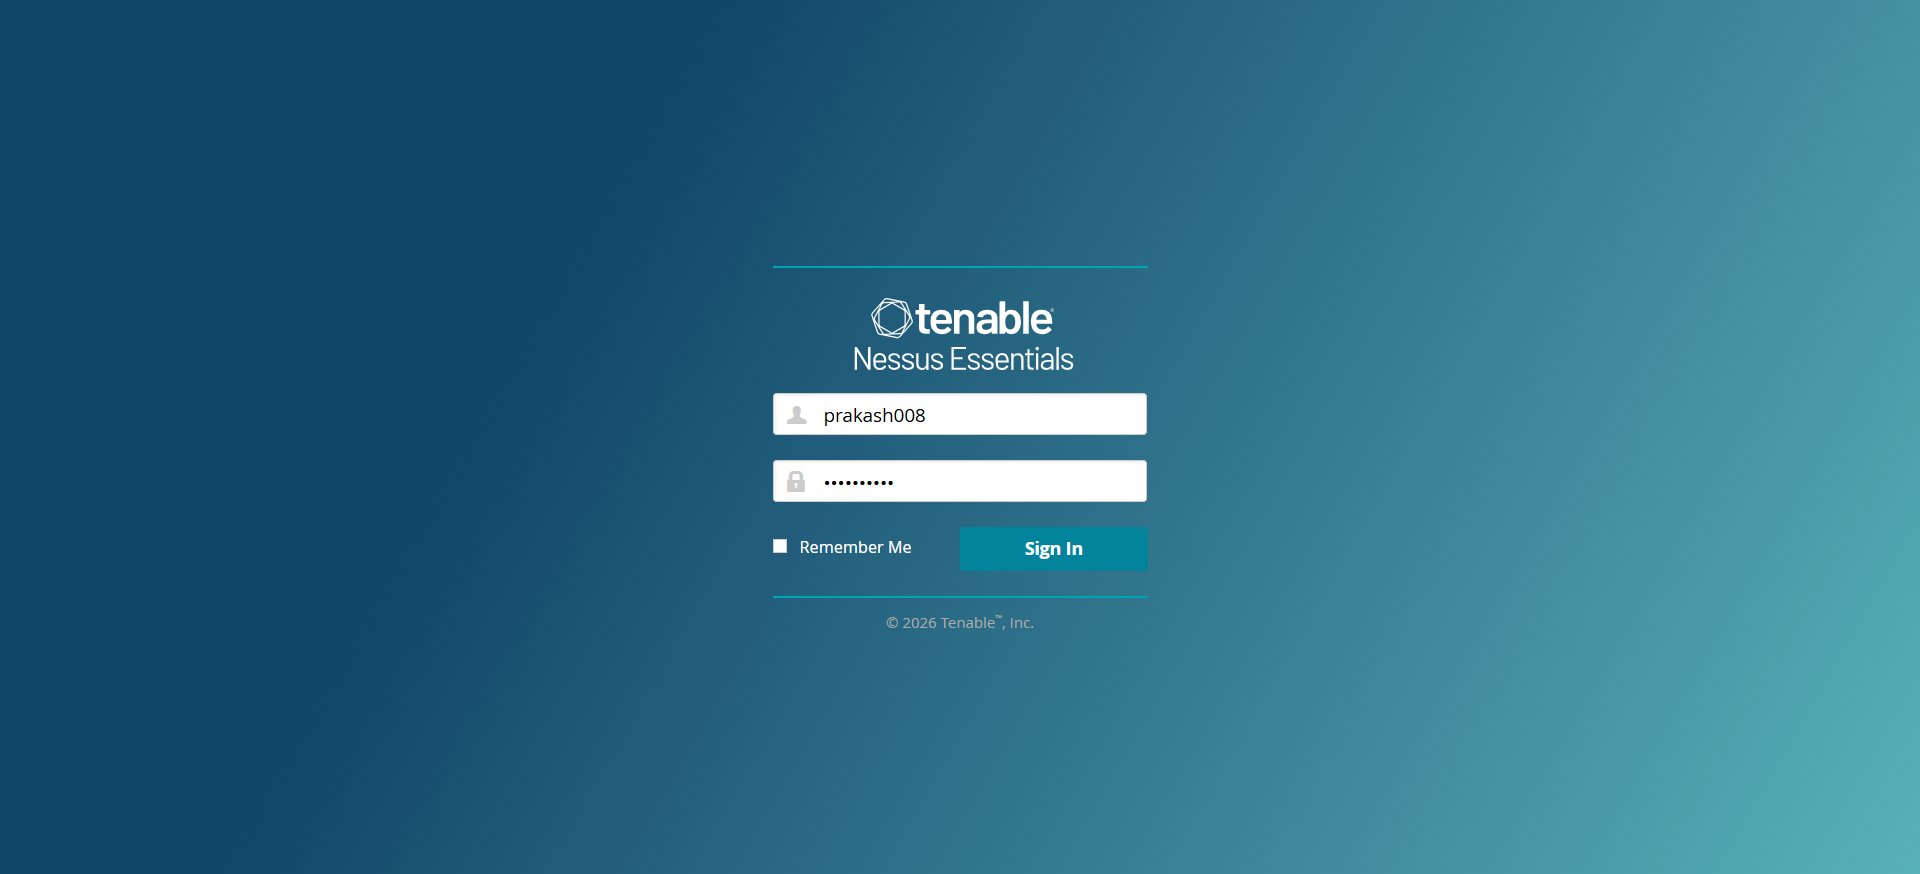 tenable
Nessus Essentials
prakash008
••••••••••
Remember Me
Sign In
© 2026 Tenable™, Inc.